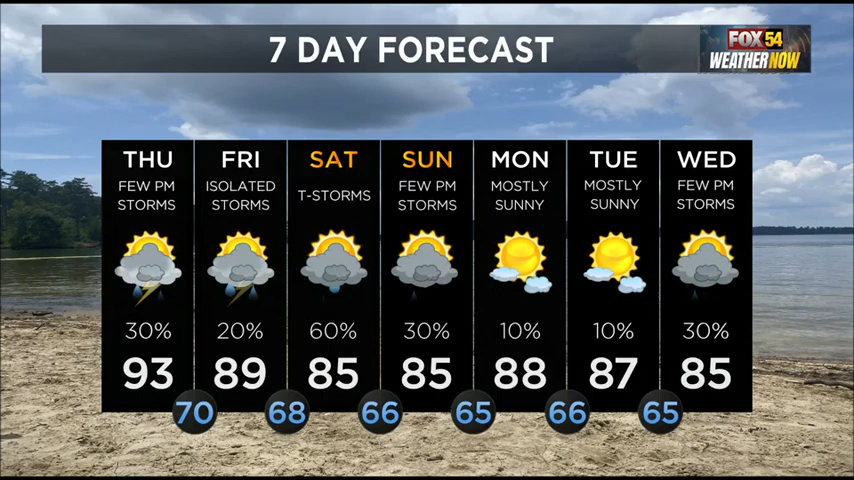 7 DAY FORECAST
FOX 54
WEATHER NOW
THU FRI SAT SUN MON TUE WED
FEW PM ISOLATED T-STORMS FEW PM MOSTLY MOSTLY FEW PM
STORMS STORMS STORMS SUNNY SUNNY STORMS
30% 20% 60% 30% 10% 10% 30%
93 89 85 85 88 87 85
70 68 66 65 66 65